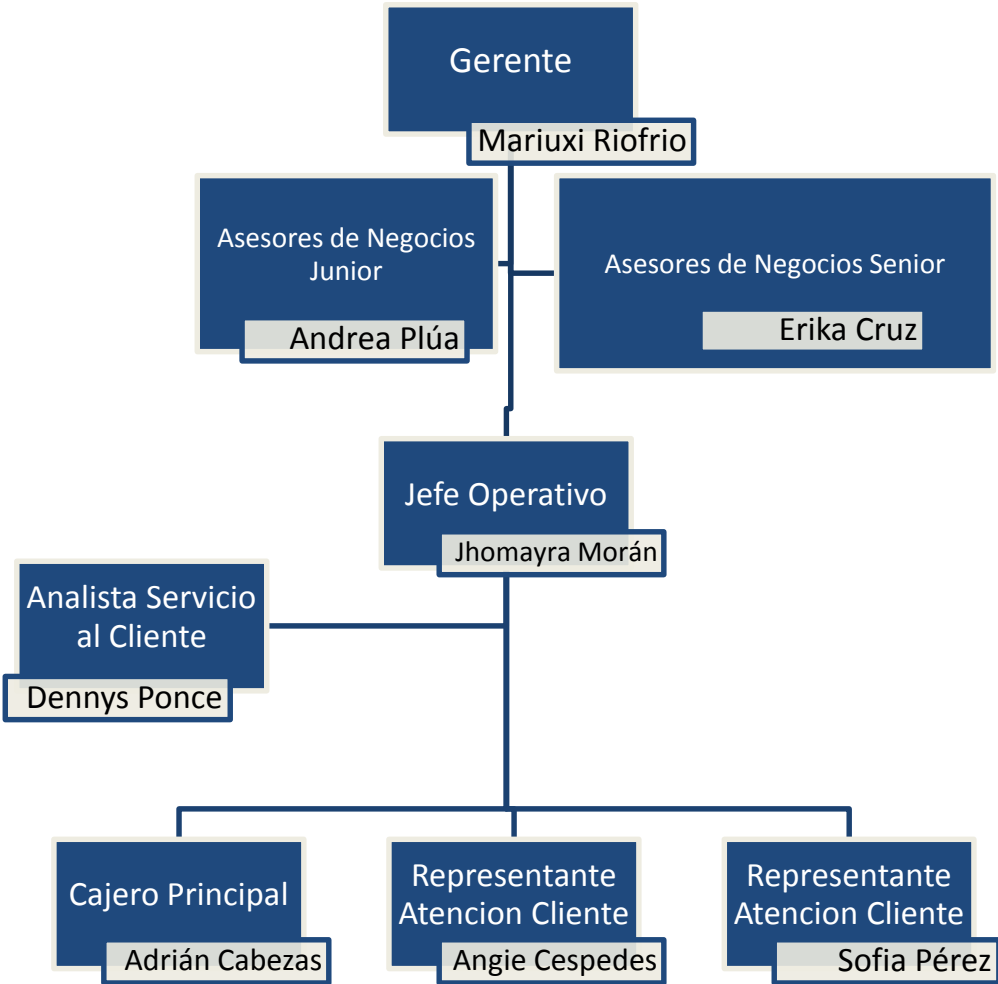 Gerente
Mariuxi Riofrio
Asesores de Negocios
Junior
Andrea Plúa
Asesores de Negocios Senior
Erika Cruz
Jefe Operativo
Jhomayra Morán
Analista Servicio
al Cliente
Dennys Ponce
Cajero Principal
Adrián Cabezas
Representante
Atencion Cliente
Angie Cespedes
Representante
Atencion Cliente
Sofia Pérez